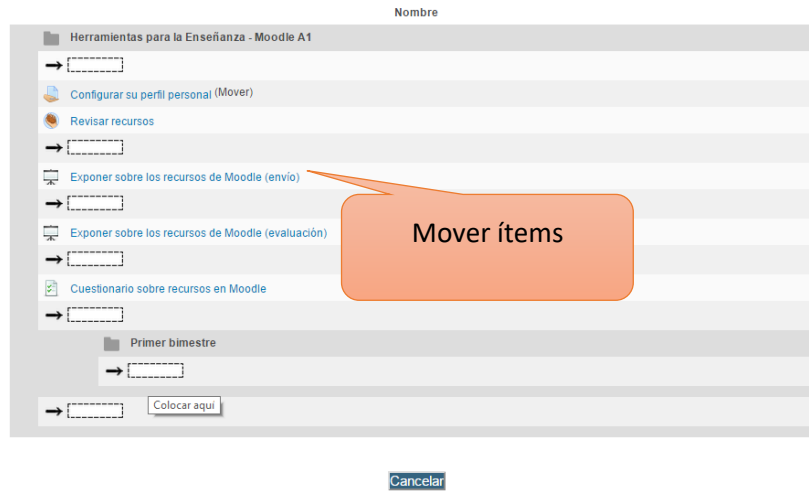 Nombre
Herramientas para la Enseñanza - Moodle A1
Configurar su perfil personal (Mover)
Revisar recursos
Exponer sobre los recursos de Moodle (envío)
Exponer sobre los recursos de Moodle (evaluación)
Mover ítems
Cuestionario sobre recursos en Moodle
Primer bimestre
Colocar aquí
Cancelar